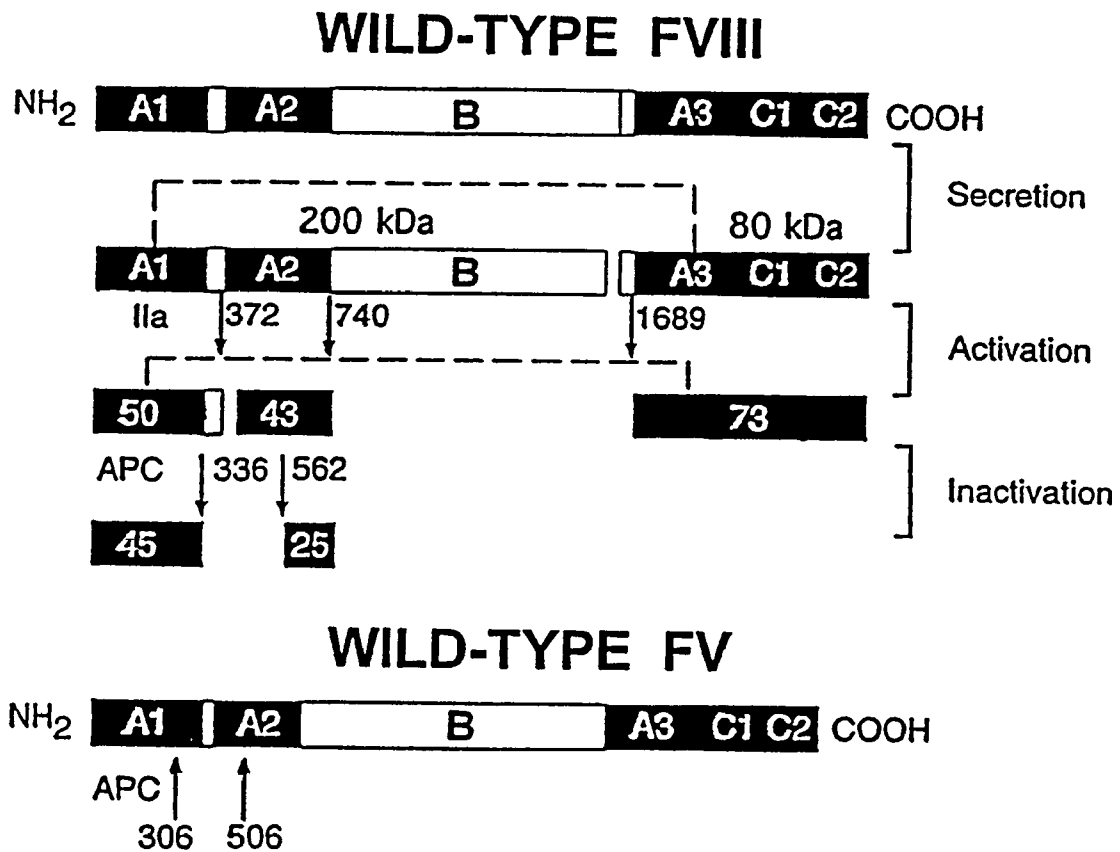 WILD-TYPE FVIII
NH2 A1 A2 B A3 C1 C2 COOH
Secretion
200 kDa 80 kDa
A1 A2 B A3 C1 C2
IIa 372 740 1689
Activation
50 43 73
APC 336 562
Inactivation
45 25
WILD-TYPE FV
NH2 A1 A2 B A3 C1 C2 COOH
APC
306 506